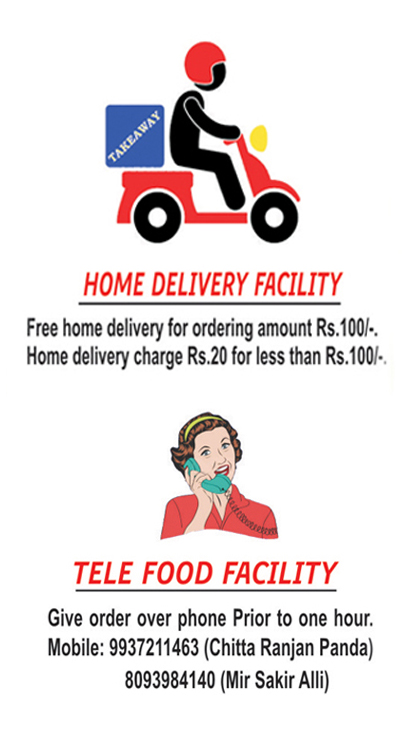 TAKEAWAY
HOME DELIVERY FACILITY
Free home delivery for ordering amount Rs.100/-.
Home delivery charge Rs.20 for less than Rs.100/-.
TELE FOOD FACILITY
Give order over phone Prior to one hour.
Mobile: 9937211463 (Chitta Ranjan Panda)
8093984140 (Mir Sakir Alli)